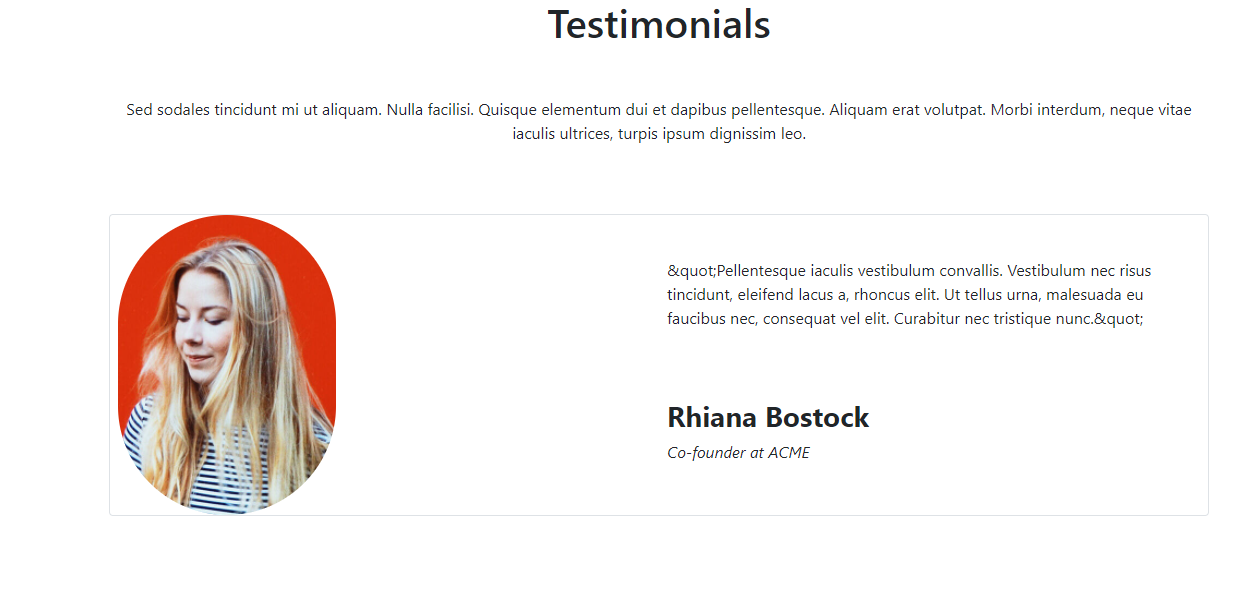 Testimonials
Sed sodales tincidunt mi ut aliquam. Nulla facilisi. Quisque elementum dui et dapibus pellentesque. Aliquam erat volutpat. Morbi interdum, neque vitae
iaculis ultrices, turpis ipsum dignissim leo.
&quot;Pellentesque iaculis vestibulum convallis. Vestibulum nec risus
tincidunt, eleifend lacus a, rhoncus elit. Ut tellus urna, malesuada eu
faucibus nec, consequat vel elit. Curabitur nec tristique nunc.&quot;
Rhiana Bostock
Co-founder at ACME